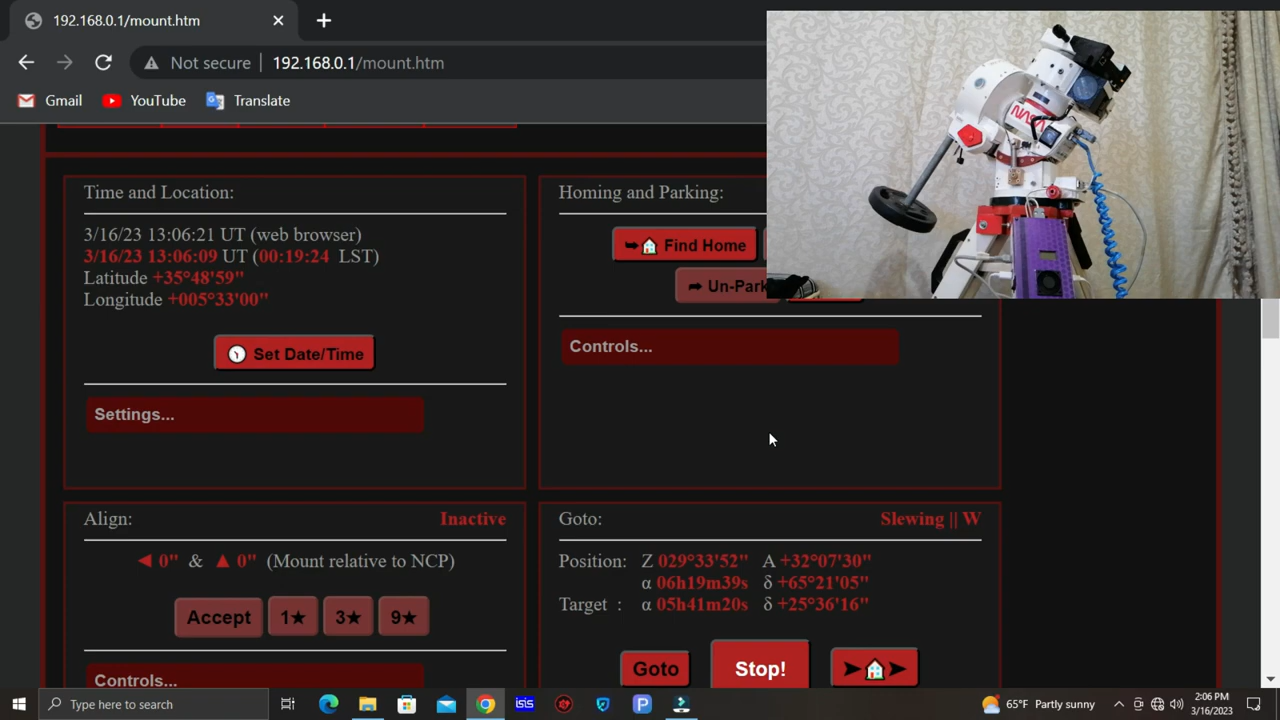 192.168.0.1/mount.htm
Not secure 192.168.0.1/mount.htm
Gmail YouTube Translate
NASA
Time and Location:
3/16/23 13:06:21 UT (web browser)
3/16/23 13:06:09 UT (00:19:24 LST)
Latitude +35°48'59"
Longitude +005°33'00"
Set Date/Time
Settings...
Homing and Parking:
➥ Find Home
➦ Un-Park
Controls...
Align: Inactive
◄ 0" & ▲ 0" (Mount relative to NCP)
Accept 1★ 3★ 9★
Controls...
Goto: Slewing || W
Position: Z 029°33'52" A +32°07'30"
α 06h19m39s δ +65°21'05"
Target : α 05h41m20s δ +25°36'16"
Goto Stop! ➤ ➤
Type here to search
isis
P
65°F Partly sunny
2:06 PM
3/16/2023